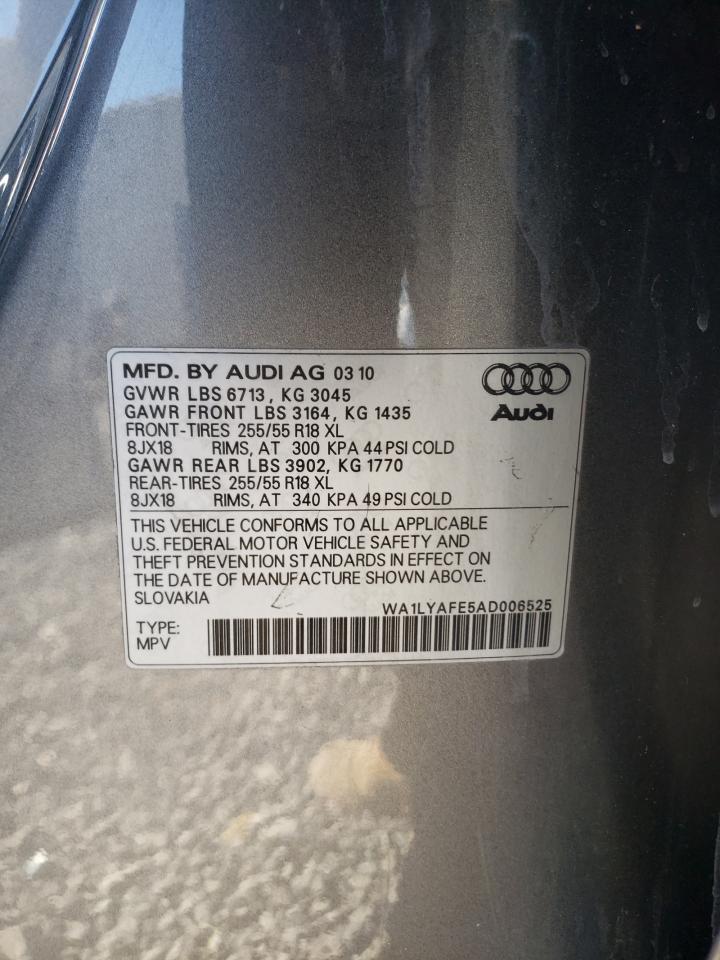 MFD. BY AUDI AG 03 10
GVWR LBS 6713, KG 3045
GAWR FRONT LBS 3164, KG 1435
FRONT-TIRES 255/55 R18 XL
8JX18 RIMS, AT 300 KPA 44 PSI COLD
GAWR REAR LBS 3902, KG 1770
REAR-TIRES 255/55 R18 XL
8JX18 RIMS, AT 340 KPA 49 PSI COLD
Audi
THIS VEHICLE CONFORMS TO ALL APPLICABLE
U.S. FEDERAL MOTOR VEHICLE SAFETY AND
THEFT PREVENTION STANDARDS IN EFFECT ON
THE DATE OF MANUFACTURE SHOWN ABOVE.
SLOVAKIA
WA1LYAFE5AD006525
TYPE:
MPV